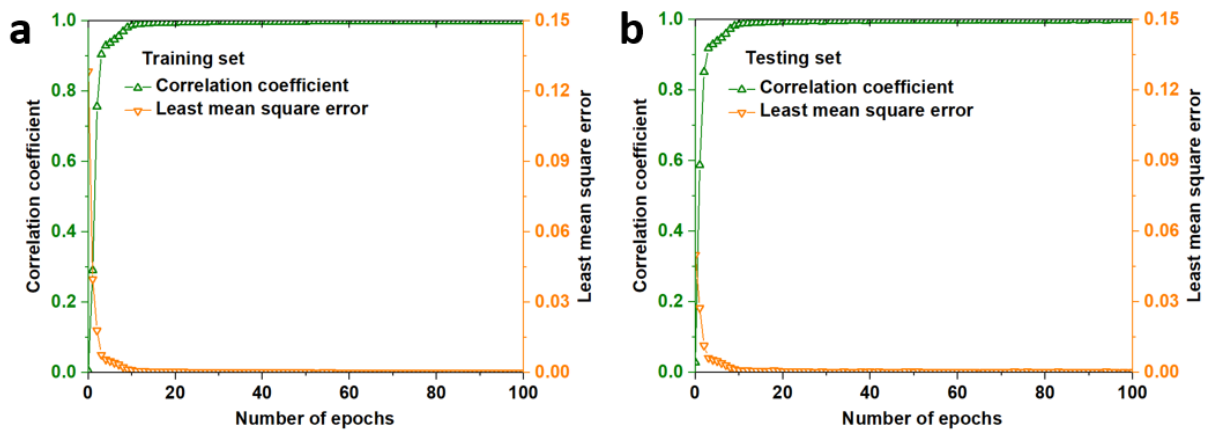 a
Training set
Correlation coefficient
Least mean square error
Correlation coefficient
0.0
0.2
0.4
0.6
0.8
1.0
Least mean square error
0.00
0.03
0.06
0.09
0.12
0.15
0
20
40
60
80
100
Number of epochs
b
Testing set
Correlation coefficient
Least mean square error
Correlation coefficient
0.0
0.2
0.4
0.6
0.8
1.0
Least mean square error
0.00
0.03
0.06
0.09
0.12
0.15
0
20
40
60
80
100
Number of epochs